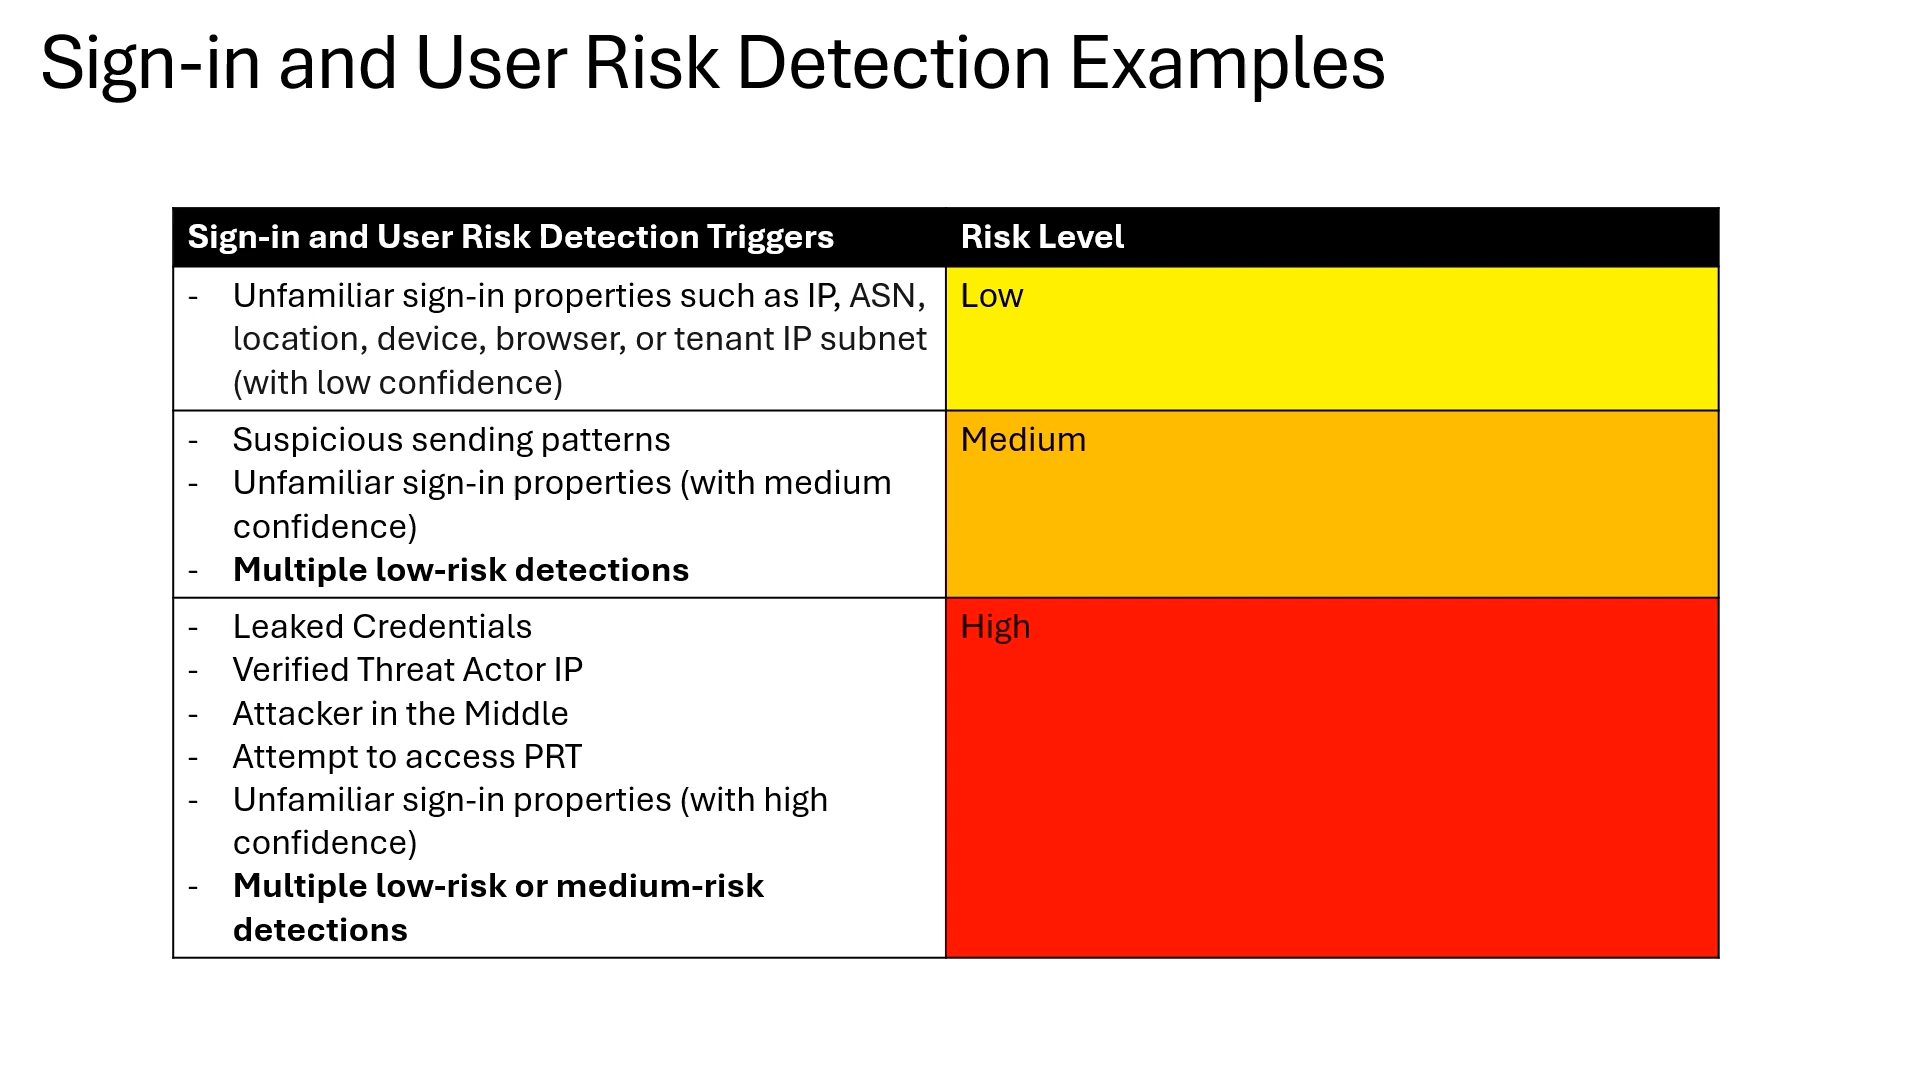 Sign-in and User Risk Detection Examples
Sign-in and User Risk Detection Triggers
Risk Level
- Unfamiliar sign-in properties such as IP, ASN,
location, device, browser, or tenant IP subnet
(with low confidence)
Low
- Suspicious sending patterns
- Unfamiliar sign-in properties (with medium
confidence)
- Multiple low-risk detections
Medium
- Leaked Credentials
- Verified Threat Actor IP
- Attacker in the Middle
- Attempt to access PRT
- Unfamiliar sign-in properties (with high
confidence)
- Multiple low-risk or medium-risk
detections
High